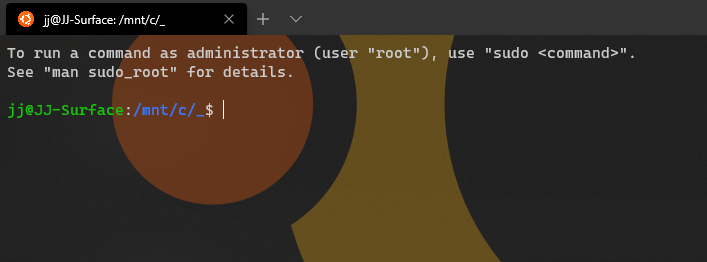 jj@JJ-Surface: /mnt/c/_
To run a command as administrator (user "root"), use "sudo <command>".
See "man sudo_root" for details.
jj@JJ-Surface:/mnt/c/_$